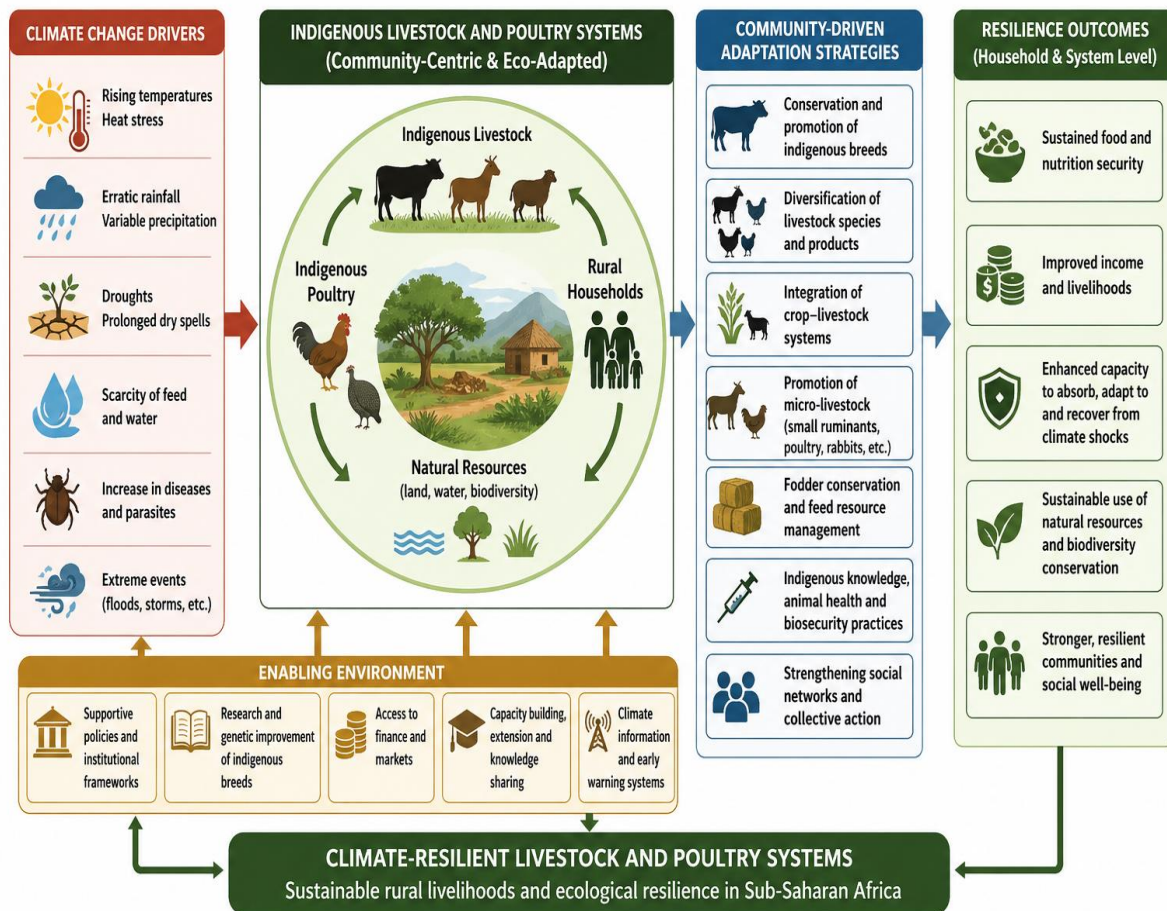 CLIMATE CHANGE DRIVERS
Rising temperatures
Heat stress
Erratic rainfall
Variable precipitation
Droughts
Prolonged dry spells
Scarcity of feed
and water
Increase in diseases
and parasites
Extreme events
(floods, storms, etc.)
INDIGENOUS LIVESTOCK AND POULTRY SYSTEMS
(Community-Centric & Eco-Adapted)
Indigenous Livestock
Indigenous
Poultry
Rural
Households
Natural Resources
(land, water, biodiversity)
COMMUNITY-DRIVEN
ADAPTATION STRATEGIES
Conservation and
promotion of
indigenous breeds
Diversification of
livestock species
and products
Integration of
crop–livestock
systems
Promotion of
micro-livestock
(small ruminants,
poultry, rabbits, etc.)
Fodder conservation
and feed resource
management
Indigenous knowledge,
animal health and
biosecurity practices
Strengthening social
networks and
collective action
RESILIENCE OUTCOMES
(Household & System Level)
Sustained food and
nutrition security
$
Improved income
and livelihoods
Enhanced capacity
to absorb, adapt to
and recover from
climate shocks
Sustainable use of
natural resources
and biodiversity
conservation
Stronger, resilient
communities and
social well-being
ENABLING ENVIRONMENT
Supportive
policies and
institutional
frameworks
Research and
genetic improvement
of indigenous
breeds
Access to
finance and
markets
Capacity building,
extension and
knowledge
sharing
Climate
information
and early
warning systems
CLIMATE-RESILIENT LIVESTOCK AND POULTRY SYSTEMS
Sustainable rural livelihoods and ecological resilience in Sub-Saharan Africa